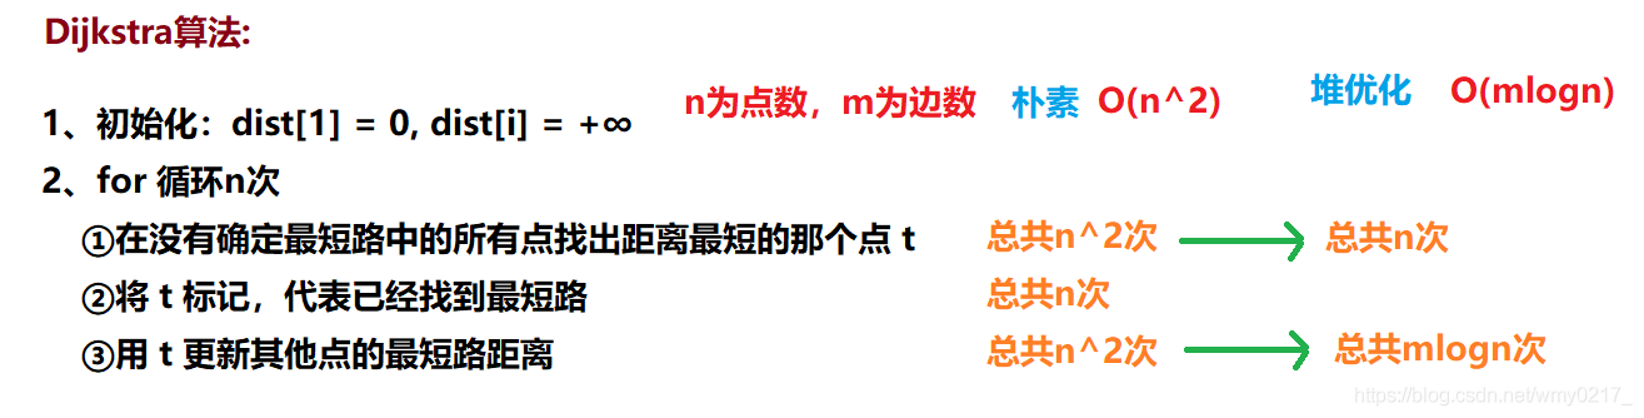 Dijkstra算法:
n为点数，m为边数 朴素 O(n^2) 堆优化 O(mlogn)
1、初始化：dist[1] = 0, dist[i] = +∞
2、for 循环n次
①在没有确定最短路中的所有点找出距离最短的那个点 t 总共n^2次 总共n次
②将 t 标记，代表已经找到最短路 总共n次
③用 t 更新其他点的最短路距离 总共n^2次 总共mlogn次
https://blog.csdn.net/wmy0217_